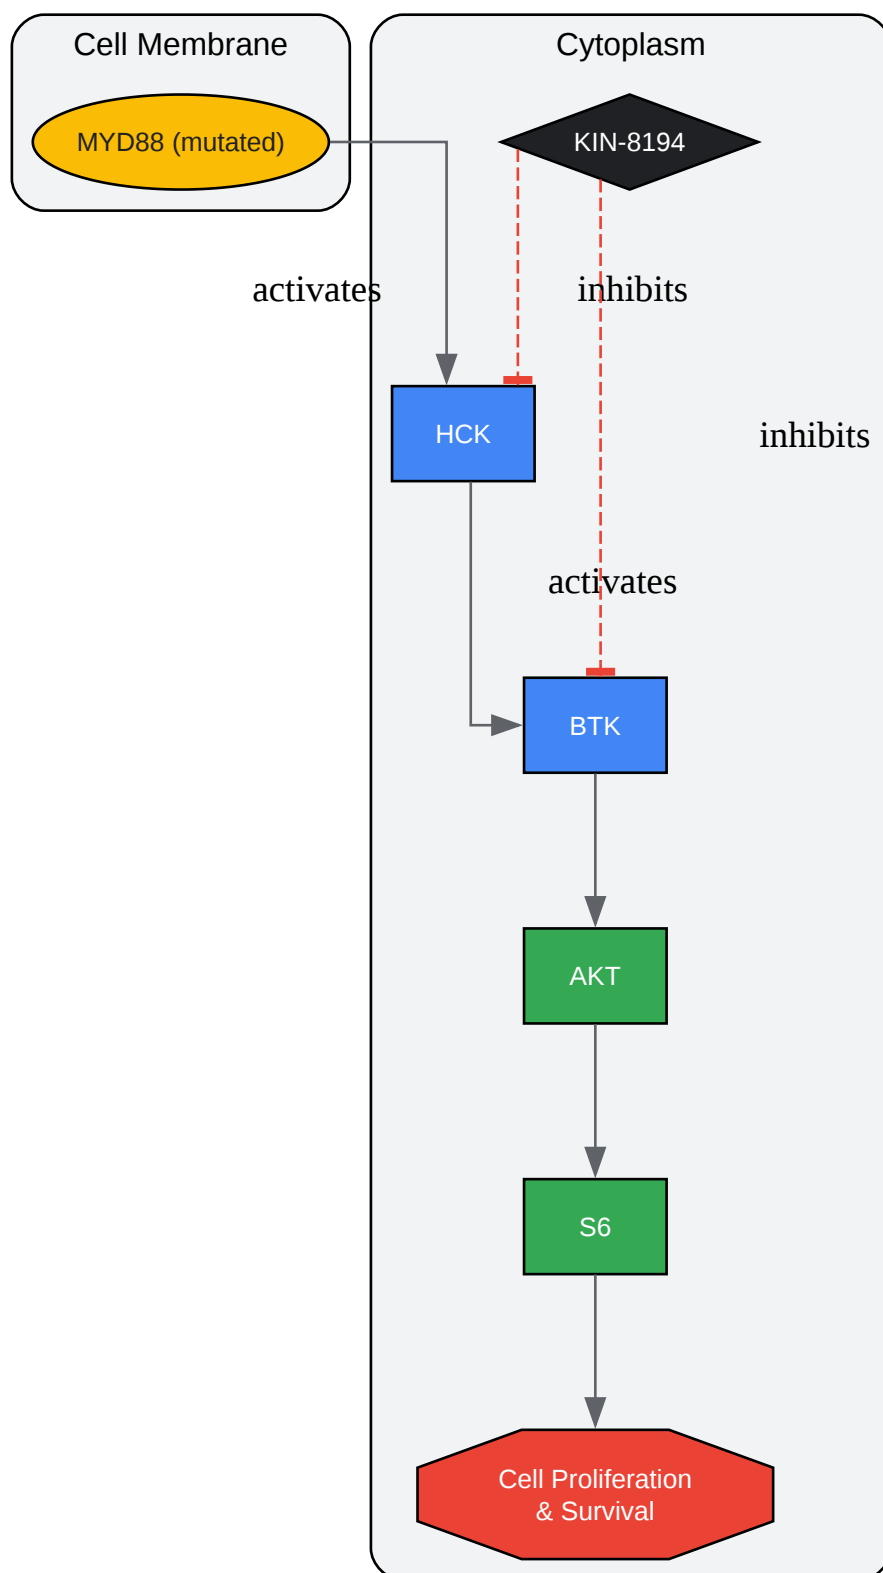 Cell Membrane
Cytoplasm
MYD88 (mutated)
KIN-8194
activates
inhibits
HCK
inhibits
activates
BTK
AKT
S6
Cell Proliferation
& Survival